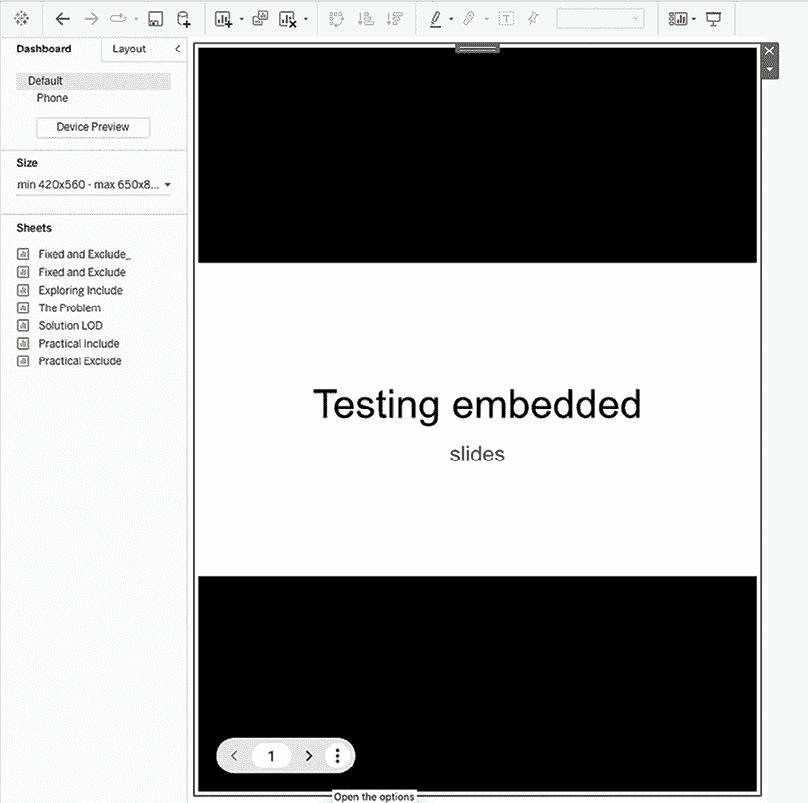 Dashboard
Layout
Default
Phone
Device Preview
Size
min 420x560 - max 650x8...
Sheets
Fixed and Exclude_
Fixed and Exclude
Exploring Include
The Problem
Solution LOD
Practical Include
Practical Exclude
Testing embedded
slides
1
Open the options